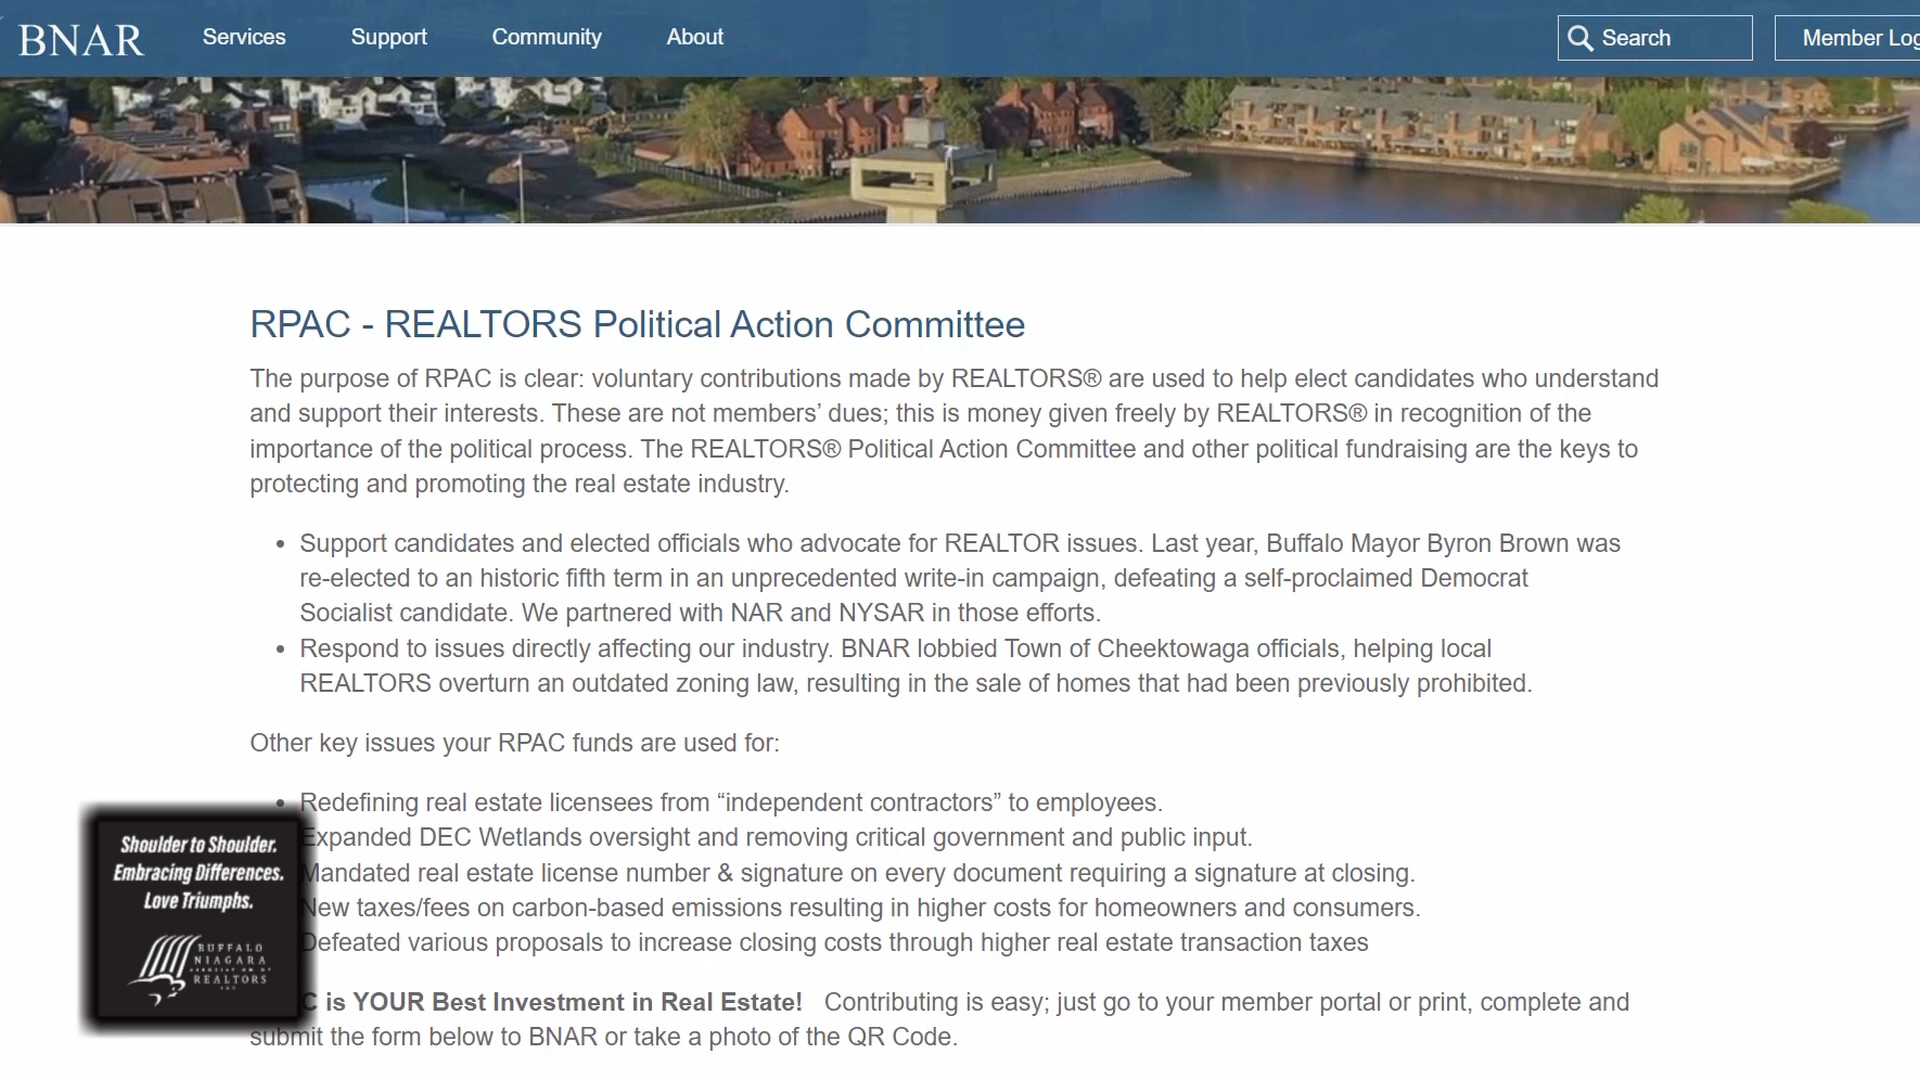 BNAR
Services
Support
Community
About
Search
Member Log
RPAC - REALTORS Political Action Committee
The purpose of RPAC is clear: voluntary contributions made by REALTORS® are used to help elect candidates who understand
and support their interests. These are not members’ dues; this is money given freely by REALTORS® in recognition of the
importance of the political process. The REALTORS® Political Action Committee and other political fundraising are the keys to
protecting and promoting the real estate industry.
• Support candidates and elected officials who advocate for REALTOR issues. Last year, Buffalo Mayor Byron Brown was
re-elected to an historic fifth term in an unprecedented write-in campaign, defeating a self-proclaimed Democrat
Socialist candidate. We partnered with NAR and NYSAR in those efforts.
• Respond to issues directly affecting our industry. BNAR lobbied Town of Cheektowaga officials, helping local
REALTORS overturn an outdated zoning law, resulting in the sale of homes that had been previously prohibited.
Other key issues your RPAC funds are used for:
• Redefining real estate licensees from “independent contractors” to employees.
Expanded DEC Wetlands oversight and removing critical government and public input.
Mandated real estate license number & signature on every document requiring a signature at closing.
New taxes/fees on carbon-based emissions resulting in higher costs for homeowners and consumers.
Defeated various proposals to increase closing costs through higher real estate transaction taxes
C is YOUR Best Investment in Real Estate! Contributing is easy; just go to your member portal or print, complete and
submit the form below to BNAR or take a photo of the QR Code.
Shoulder to Shoulder.
Embracing Differences.
Love Triumphs.
BUFFALO
NIAGARA
ASSOCIATION OF
REALTORS